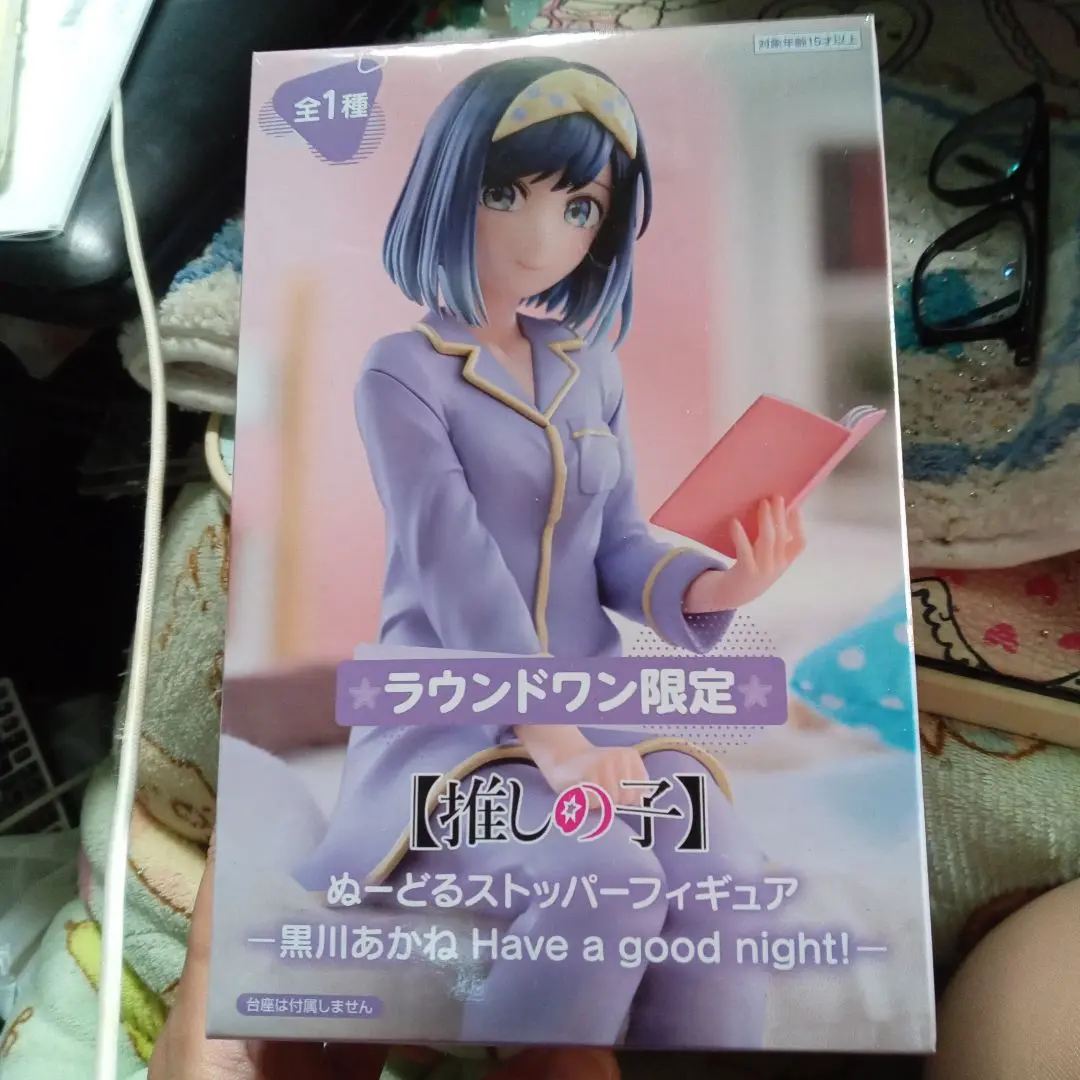 対象年齢15才以上
全1種
ラウンドワン限定
【推しの子】
ぬーどるストッパーフィギュア
―黒川あかね Have a good night!―
台座は付属しません